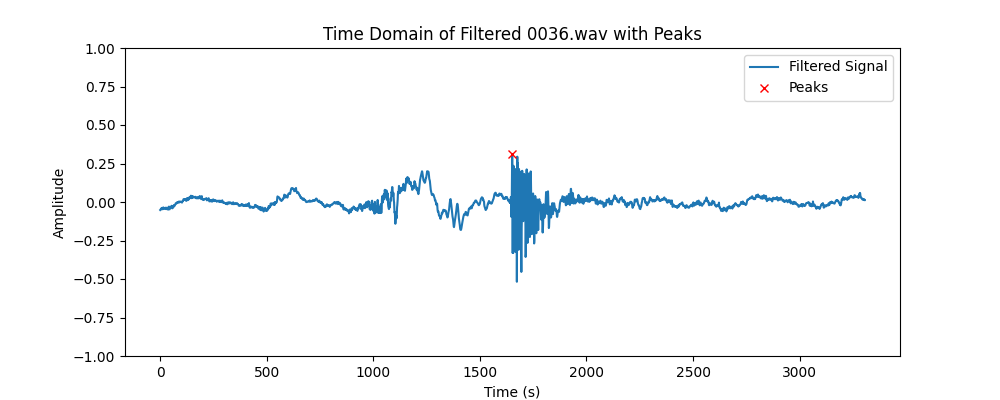 Time Domain of Filtered 0036.wav with Peaks
1.00
0.75
0.50
0.25
0.00
−0.25
−0.50
−0.75
−1.00
Amplitude
Filtered Signal
Peaks
0 500 1000 1500 2000 2500 3000
Time (s)